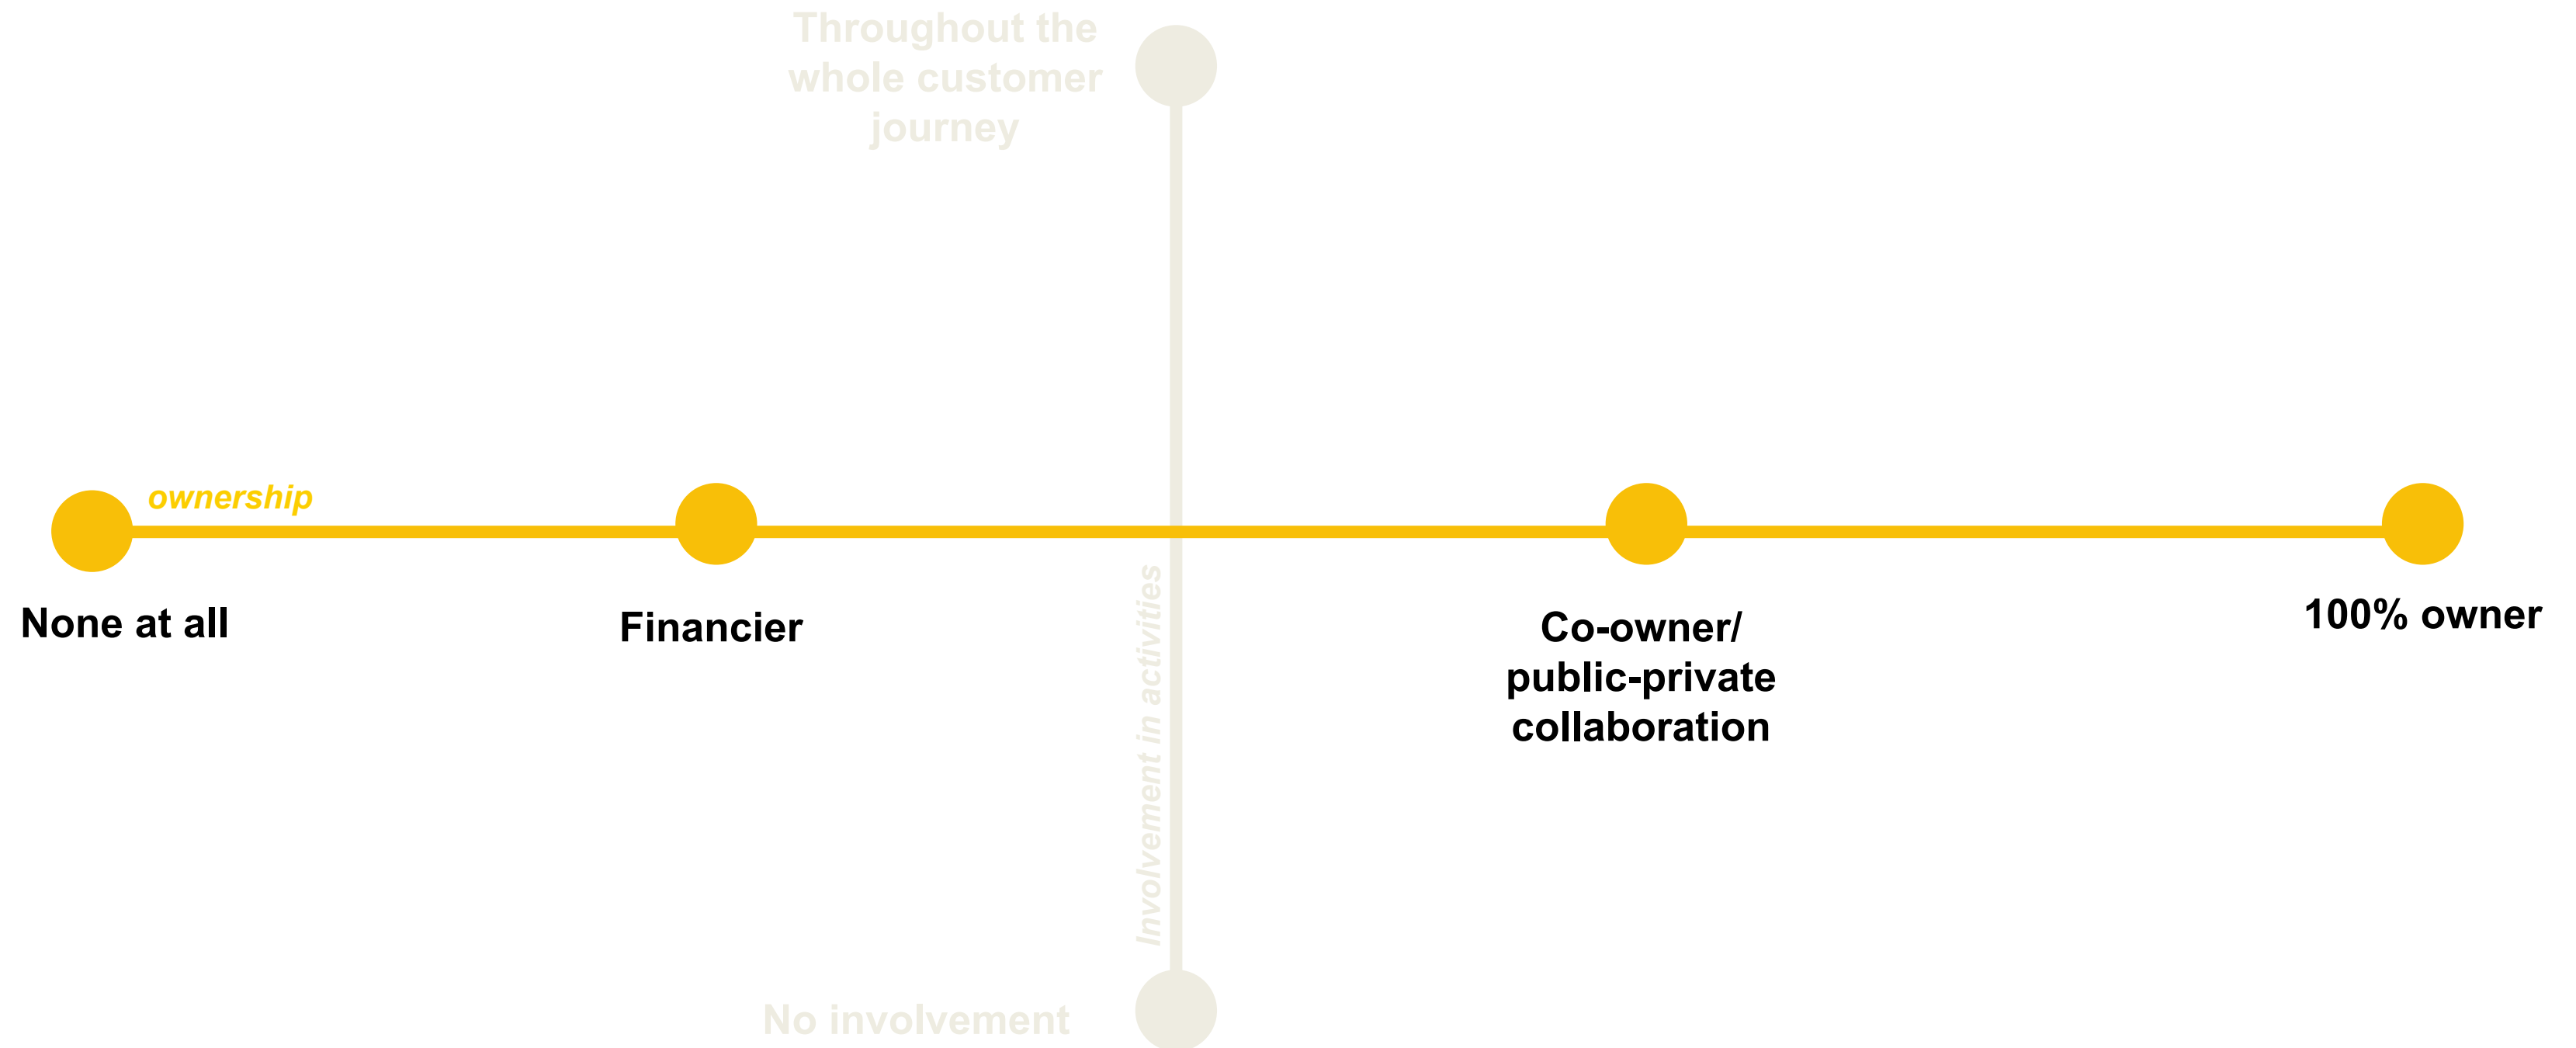 Throughout the
whole customer
journey
ownership
None at all
Financier
Involvement in activities
Co-owner/
public-private
collaboration
100% owner
No involvement